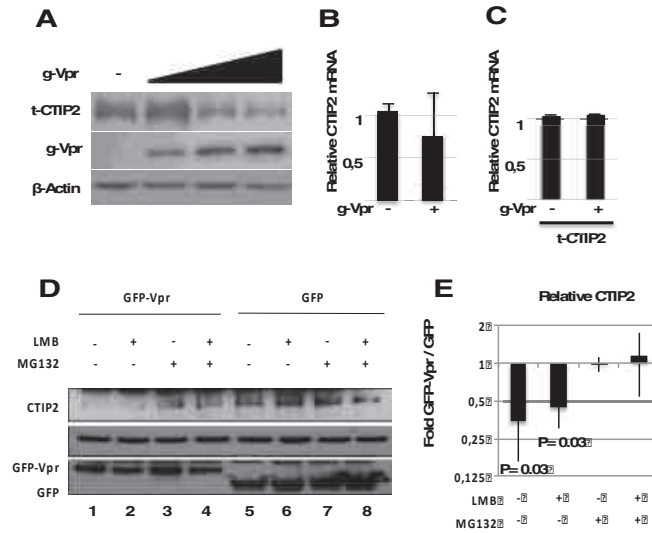 A
g-Vpr -
t-CTIP2
g-Vpr
β-Actin
B
Relative CTIP2 mRNA
1
0,5
g-Vpr - +
C
Relative CTIP2 mRNA
1
0,5
g-Vpr - +
t-CTIP2
D
GFP-Vpr GFP
LMB - + - + - + - +
MG132 - - + + - - + +
CTIP2
GFP-Vpr
GFP
1 2 3 4 5 6 7 8
E
Relative CTIP2
Fold GFP-Vpr / GFP
2
1
0,5
0,25
0,125
P=0.03
P=0.03
LMB - + - +
MG132 - - + +